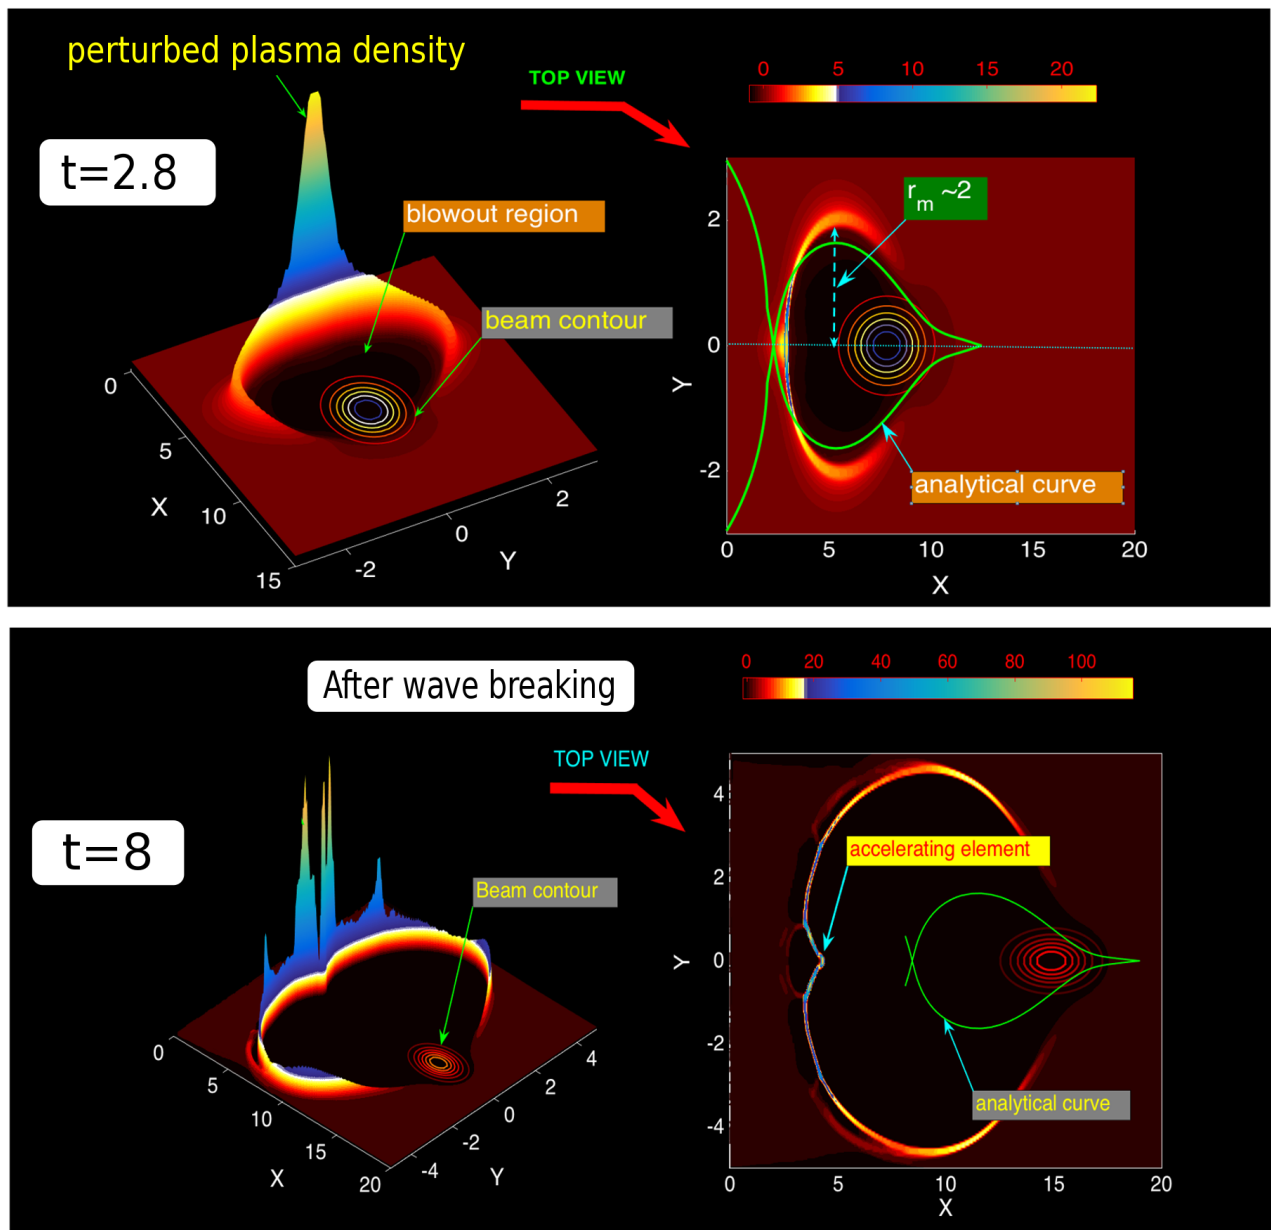 perturbed plasma density
TOP VIEW
0 5 10 15 20
t=2.8
blowout region
beam contour
r_m ~2
analytical curve
2
0
-2
Y
0 5 10 15 20
X
0
5
10
15
X
-2
0
2
Y
After wave breaking
0 20 40 60 80 100
TOP VIEW
t=8
Beam contour
accelerating element
analytical curve
4
2
0
-2
-4
Y
0 5 10 15 20
X
0
5
10
15
20
X
-4
-2
0
2
4
Y